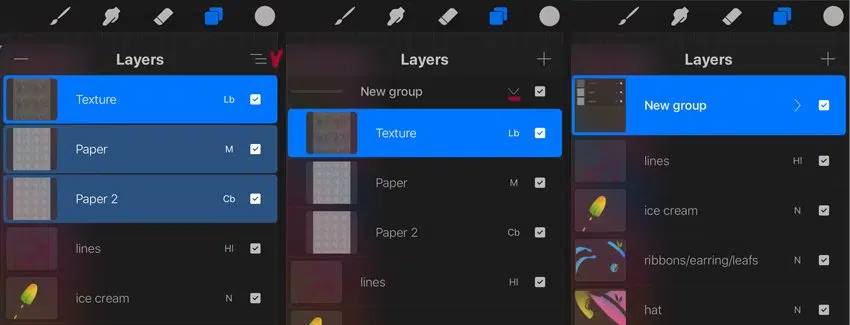 Layers
Texture Lb
Paper M
Paper 2 Cb
lines Hl
ice cream N
Layers
New group
Texture Lb
Paper M
Paper 2 Cb
lines Hl
Layers
New group
lines Hl
ice cream N
ribbons/earring/leafs N
hat N